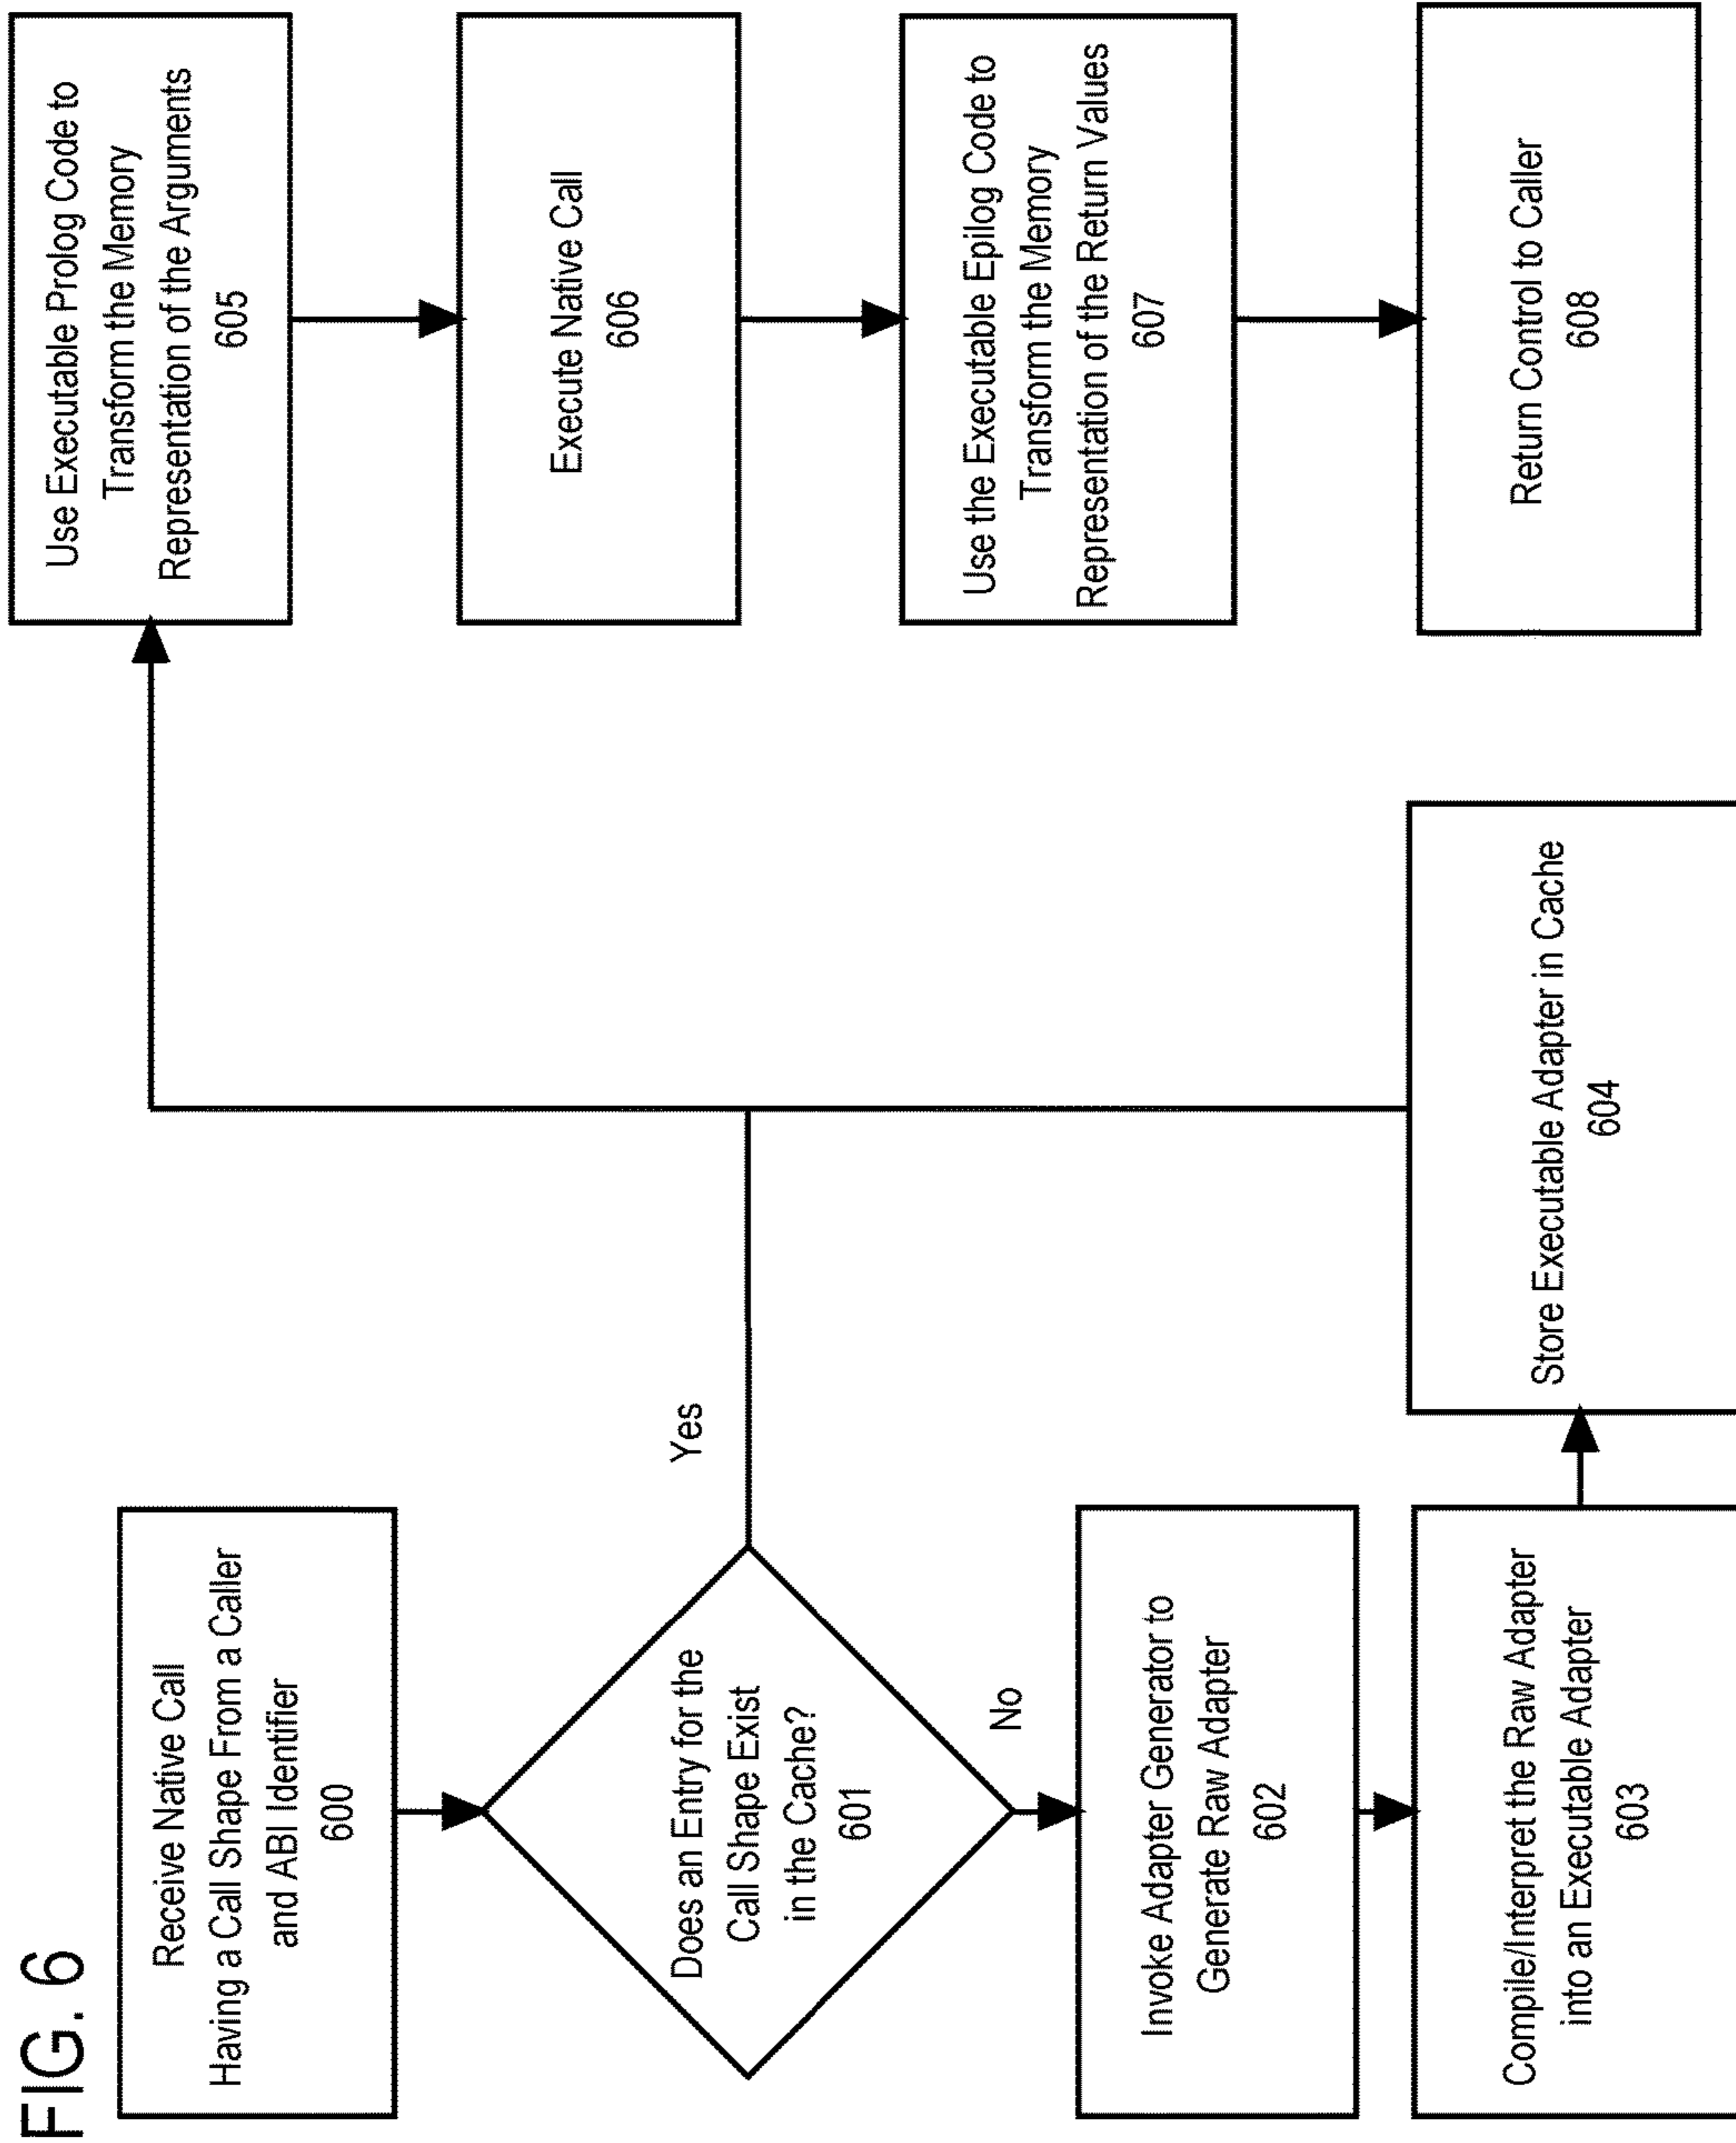 FIG. 6
Receive Native Call
Having a Call Shape From a Caller
and ABI Identifier
600
Does an Entry for the
Call Shape Exist
in the Cache?
601
Yes
No
Invoke Adapter Generator to
Generate Raw Adapter
602
Compile/Interpret the Raw Adapter
into an Executable Adapter
603
Store Executable Adapter in Cache
604
Use Executable Prolog Code to
Transform the Memory
Representation of the Arguments
605
Execute Native Call
606
Use the Executable Epilog Code to
Transform the Memory
Representation of the Return Values
607
Return Control to Caller
608